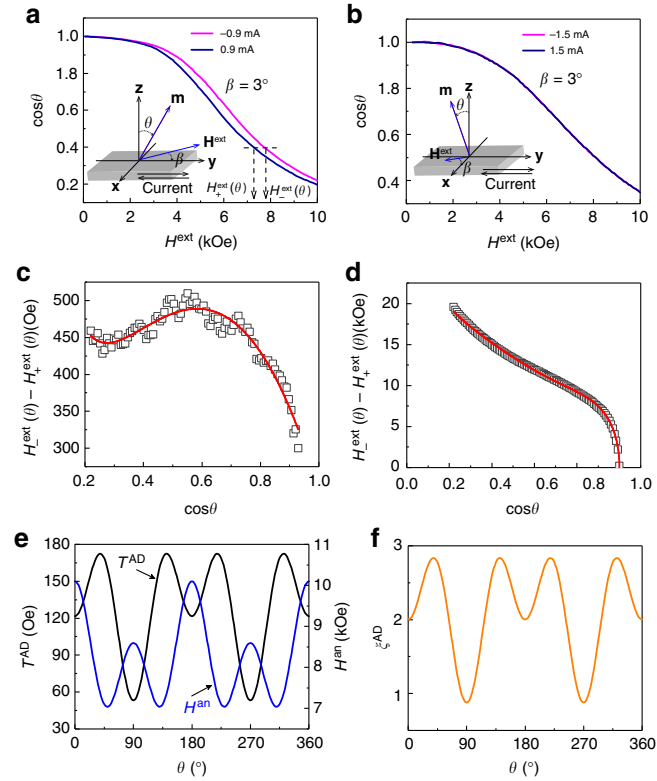 a
−0.9 mA
0.9 mA
β = 3°
1.0
1.0
0.4
0.4
0.2
cosθ
z
m
θ
H^ext
β
y
x
Current
H₊^ext(θ)
H₋^ext(θ)
0 2 4 6 8 10
H^ext (kOe)
b
−1.5 mA
1.5 mA
β = 3°
1.0
1.0
0.4
0.4
cosθ
z
m
θ
H^ext
β
y
x
Current
0 2 4 6 8 10
H^ext (kOe)
c
500
450
400
350
300
H₋^ext (θ) − H₊^ext (θ)(Oe)
0.2 0.4 0.6 0.8 1.0
cosθ
d
20
15
10
5
0
H₋^ext (θ) − H₊^ext (θ)(kOe)
0.0 0.2 0.4 0.6 0.8 1.0
cosθ
e
180
150
120
90
60
30
T^AD (Oe)
T^AD
H^an
11
10
9
8
7
H^an (kOe)
0 90 180 270 360
θ (°)
f
3
2
1
ξ^AD
0 90 180 270 360
θ (°)